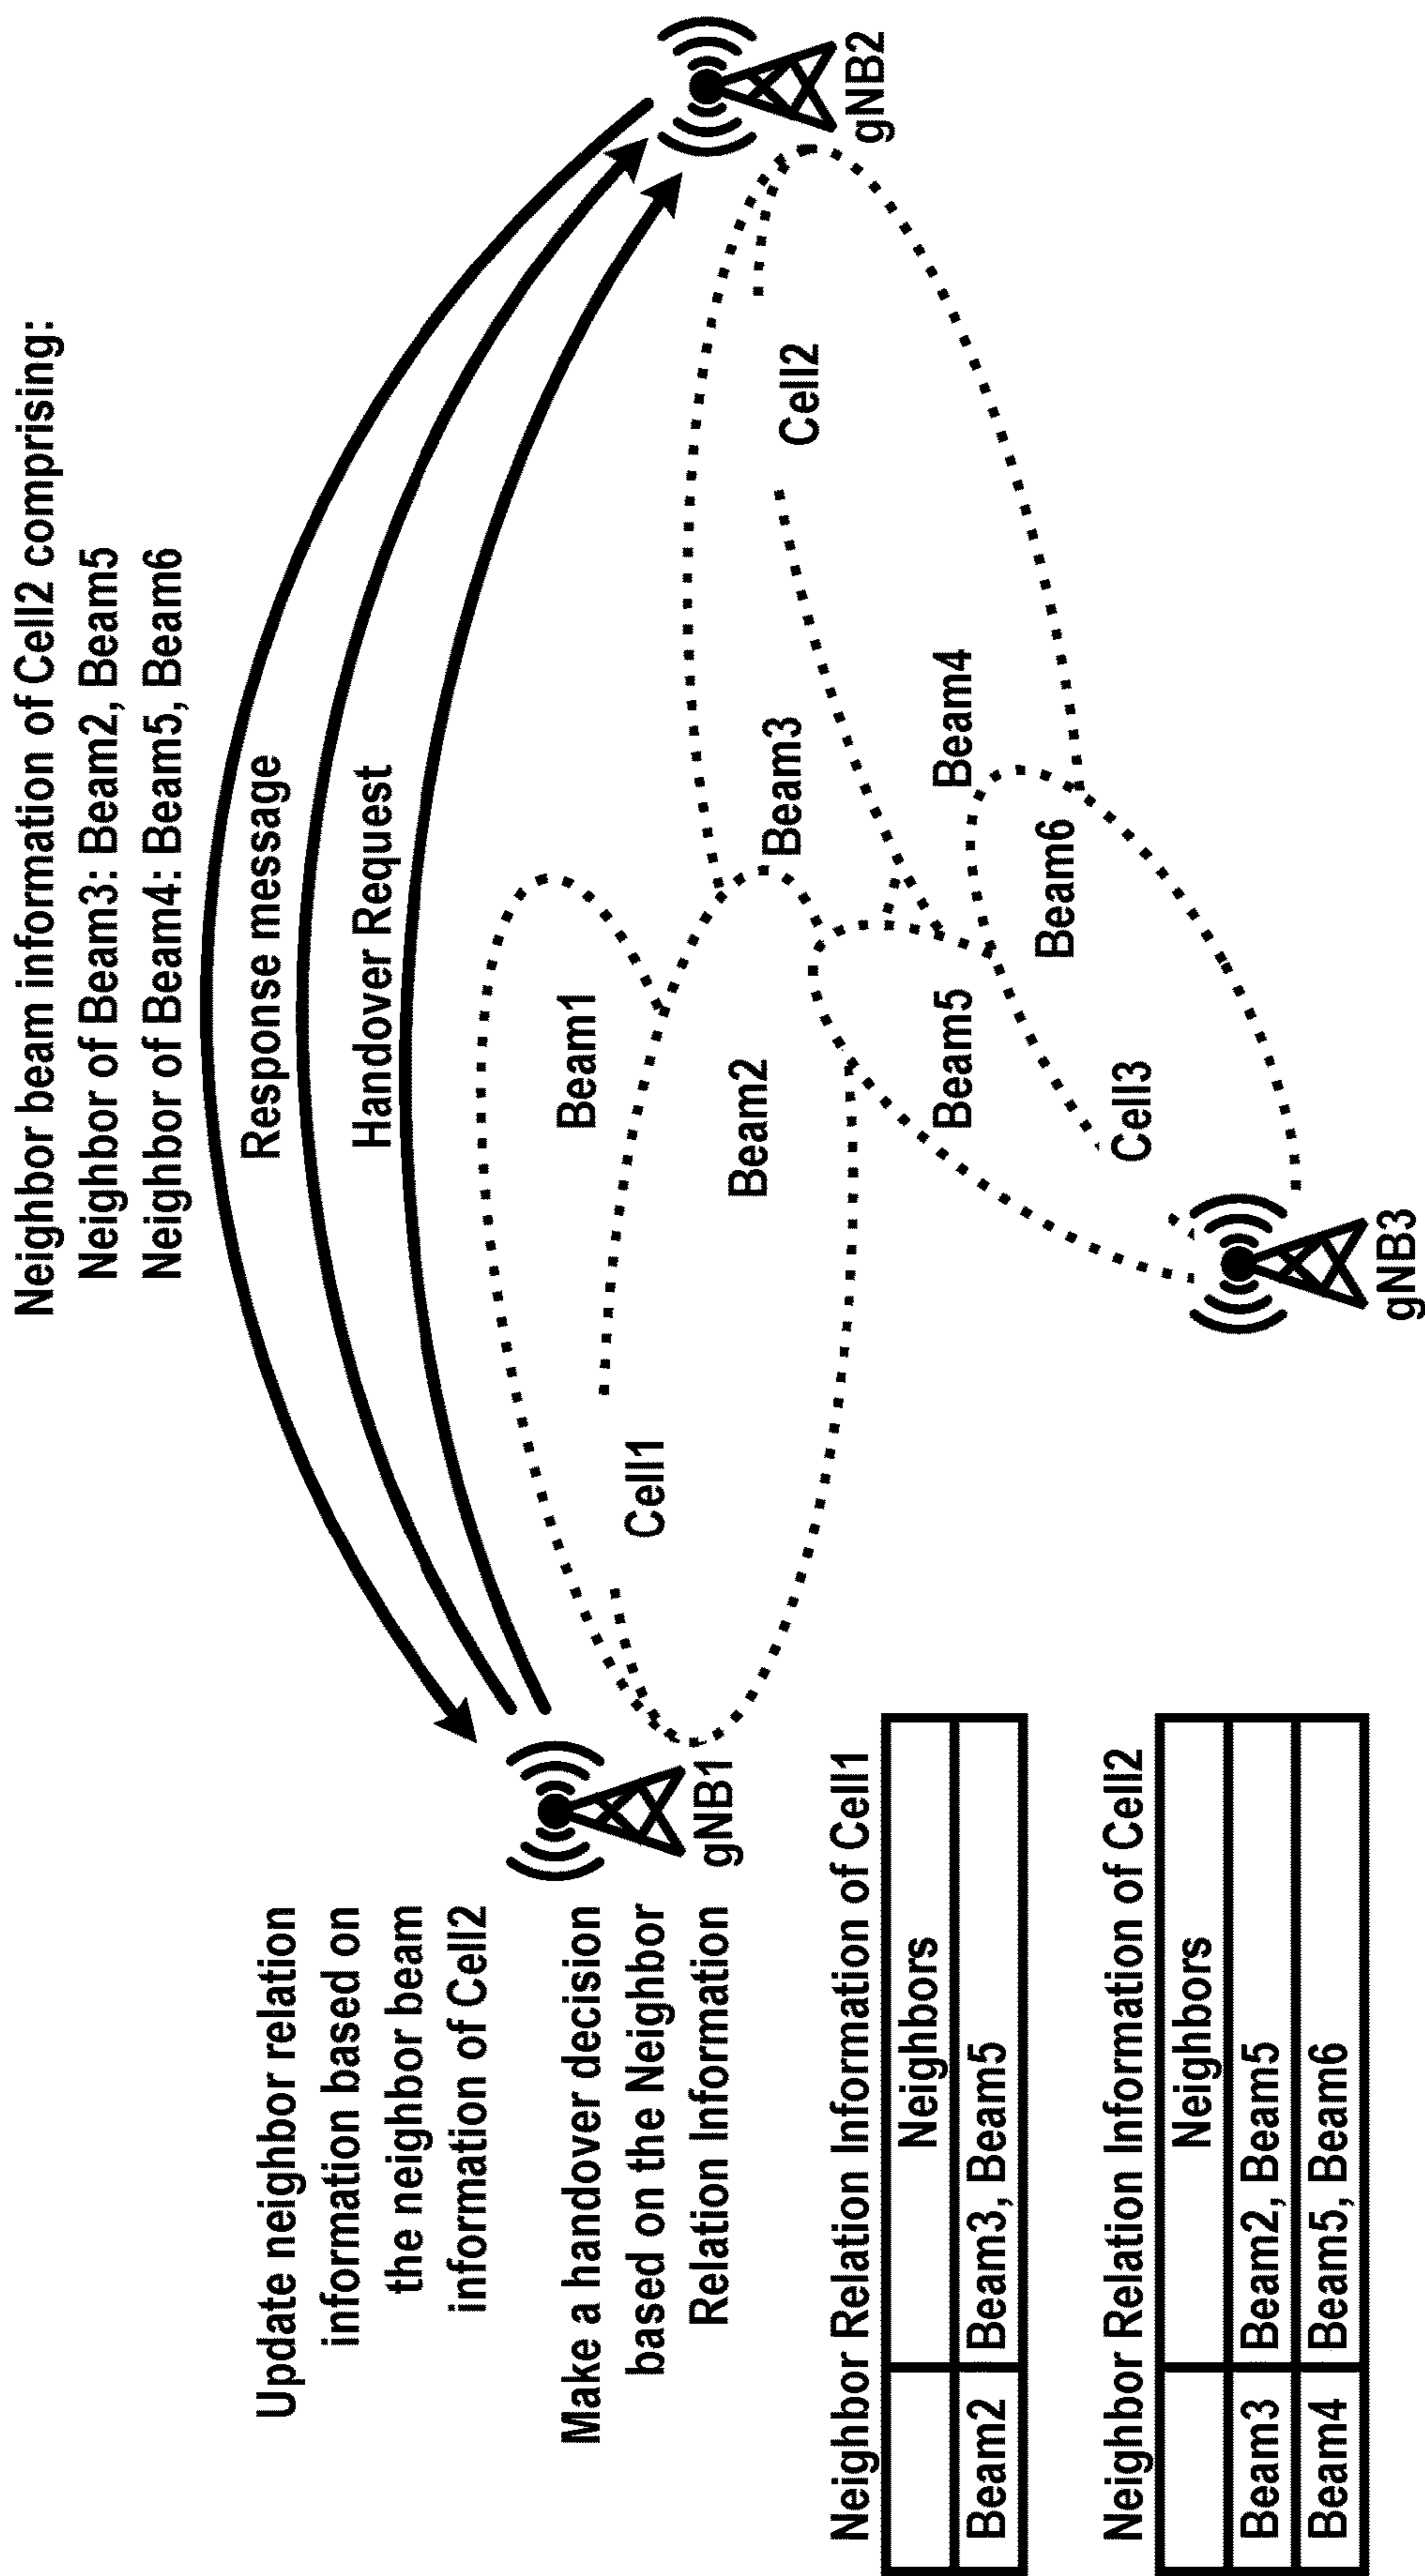 Neighbor beam information of Cell2 comprising:
Neighbor of Beam3: Beam2, Beam5
Neighbor of Beam4: Beam5, Beam6
Response message
Handover Request
Update neighbor relation
information based on
the neighbor beam
information of Cell2
Make a handover decision
based on the Neighbor
Relation Information
gNB1
gNB2
Cell1
Beam1
Beam2
Beam3
Cell2
Beam4
Beam5
Beam6
Cell3
gNB3
Neighbor Relation Information of Cell1
Neighbors
Beam2 Beam3, Beam5
Neighbor Relation Information of Cell2
Neighbors
Beam3 Beam2, Beam5
Beam4 Beam5, Beam6